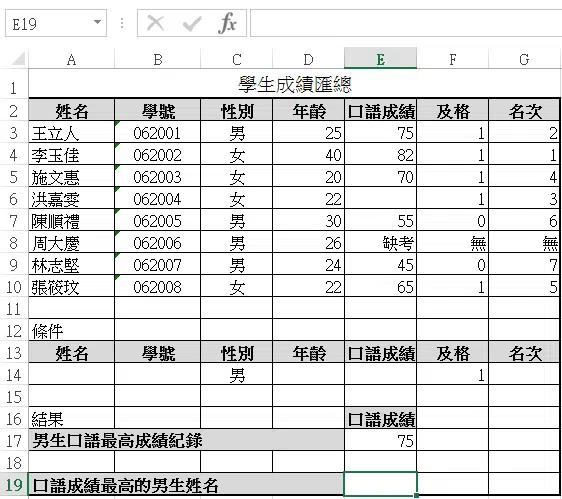 E19 fx
A B C D E F G
1 學生成績匯總
2 姓名 學號 性別 年齡 口語成績 及格 名次
3 王立人 062001 男 25 75 1 2
4 李玉佳 062002 女 40 82 1 1
5 施文惠 062003 女 20 70 1 4
6 洪嘉雯 062004 女 22 1 3
7 陳順禮 062005 男 30 55 0 6
8 周大慶 062006 男 26 缺考 無 無
9 林志堅 062007 男 24 45 0 7
10 張筱玟 062008 女 22 65 1 5
11
12 條件
13 姓名 學號 性別 年齡 口語成績 及格 名次
14 男 1
15
16 結果 口語成績
17 男生口語最高成績紀錄 75
18
19 口語成績最高的男生姓名